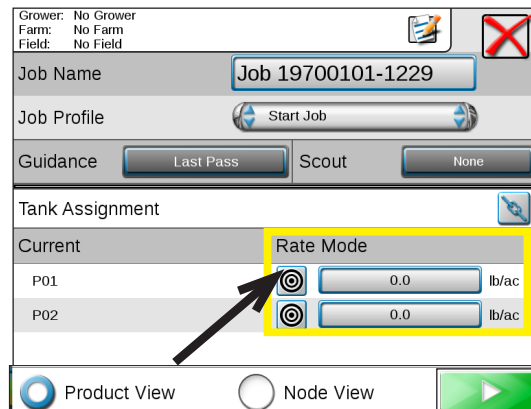 Grower: No Grower
Farm: No Farm
Field: No Field
Job Name Job 19700101-1229
Job Profile Start Job
Guidance Last Pass Scout None
Tank Assignment
Current Rate Mode
P01 0.0 lb/ac
P02 0.0 lb/ac
Product View Node View